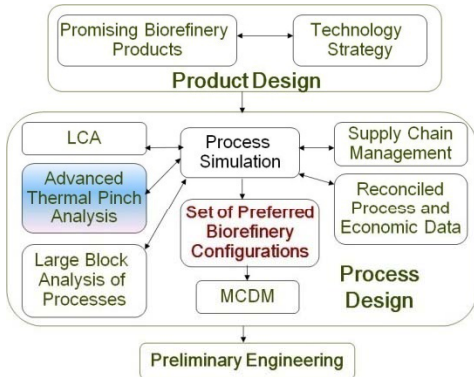 Promising Biorefinery
Products
Technology
Strategy
Product Design
LCA
Process
Simulation
Supply Chain
Management
Advanced
Thermal Pinch
Analysis
Reconciled
Process and
Economic Data
Set of Preferred
Biorefinery
Configurations
Large Block
Analysis of
Processes
MCDM
Process
Design
Preliminary Engineering